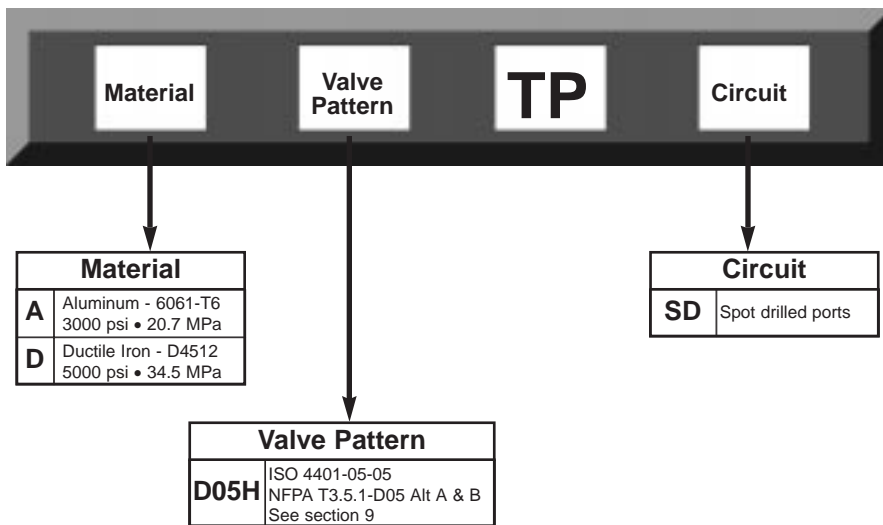 Material
Valve
Pattern
TP
Circuit
Material
A
Aluminum - 6061-T6
3000 psi • 20.7 MPa
D
Ductile Iron - D4512
5000 psi • 34.5 MPa
Circuit
SD
Spot drilled ports
Valve Pattern
D05H
ISO 4401-05-05
NFPA T3.5.1-D05 Alt A & B
See section 9